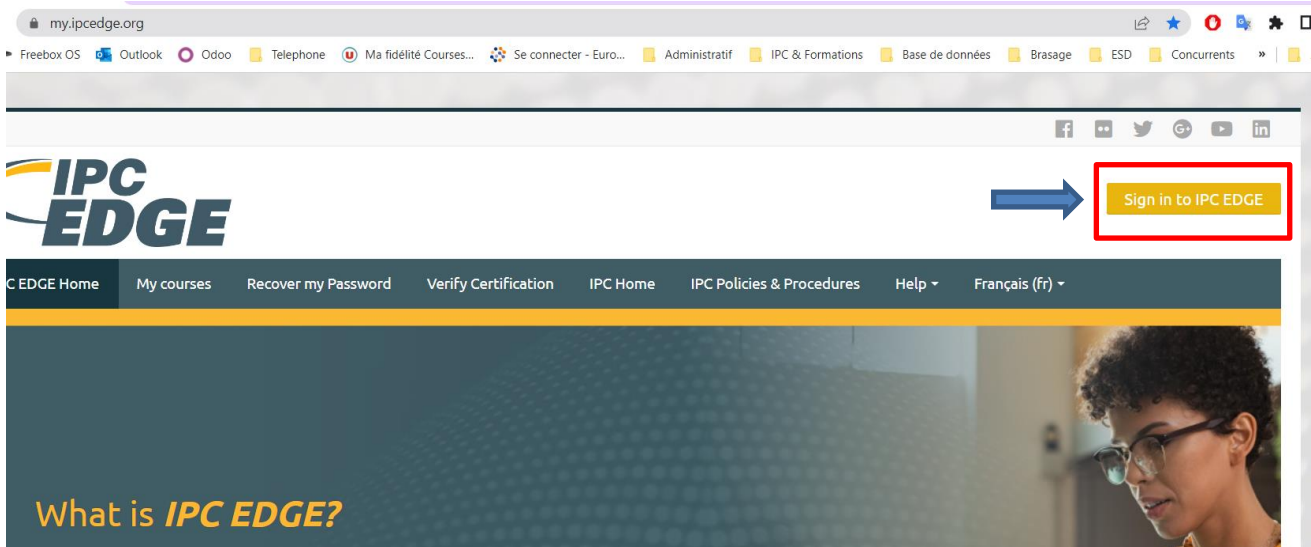 my.ipcedge.org
Freebox OS Outlook Odoo Telephone Ma fidélité Courses... Se connecter - Euro... Administratif IPC & Formations Base de données Brasage ESD Concurrents »
IPC
EDGE
Sign in to IPC EDGE
C EDGE Home My courses Recover my Password Verify Certification IPC Home IPC Policies & Procedures Help Français (fr)
What is IPC EDGE?